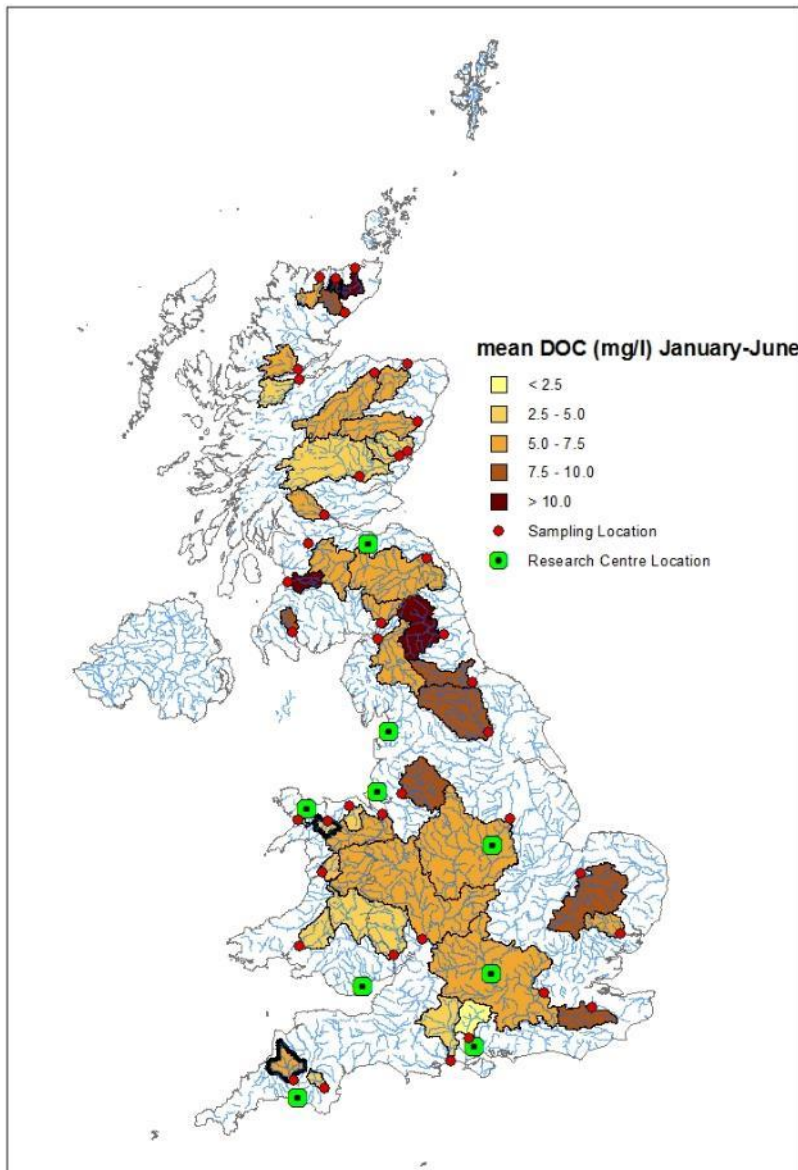 mean DOC (mg/l) January-June
< 2.5
2.5 - 5.0
5.0 - 7.5
7.5 - 10.0
> 10.0
Sampling Location
Research Centre Location